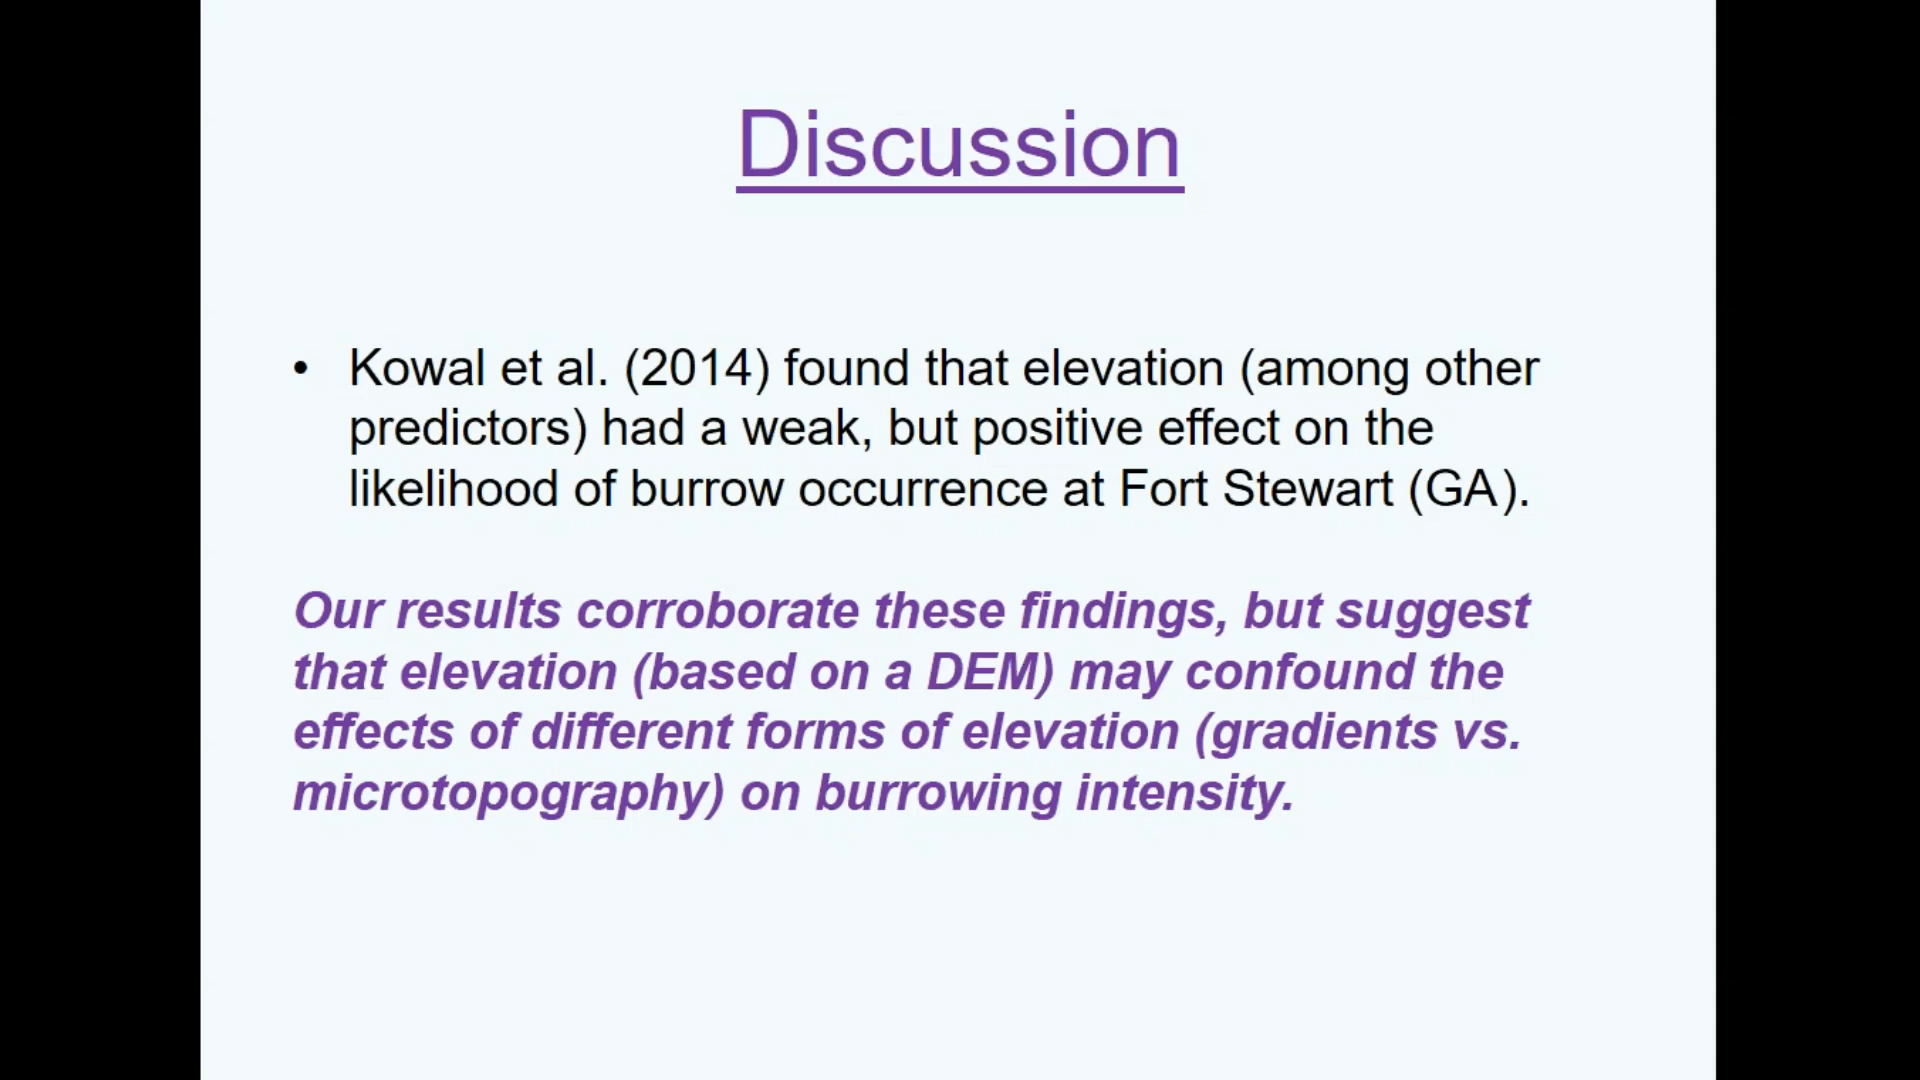 Discussion
• Kowal et al. (2014) found that elevation (among other
predictors) had a weak, but positive effect on the
likelihood of burrow occurrence at Fort Stewart (GA).
Our results corroborate these findings, but suggest
that elevation (based on a DEM) may confound the
effects of different forms of elevation (gradients vs.
microtopography) on burrowing intensity.